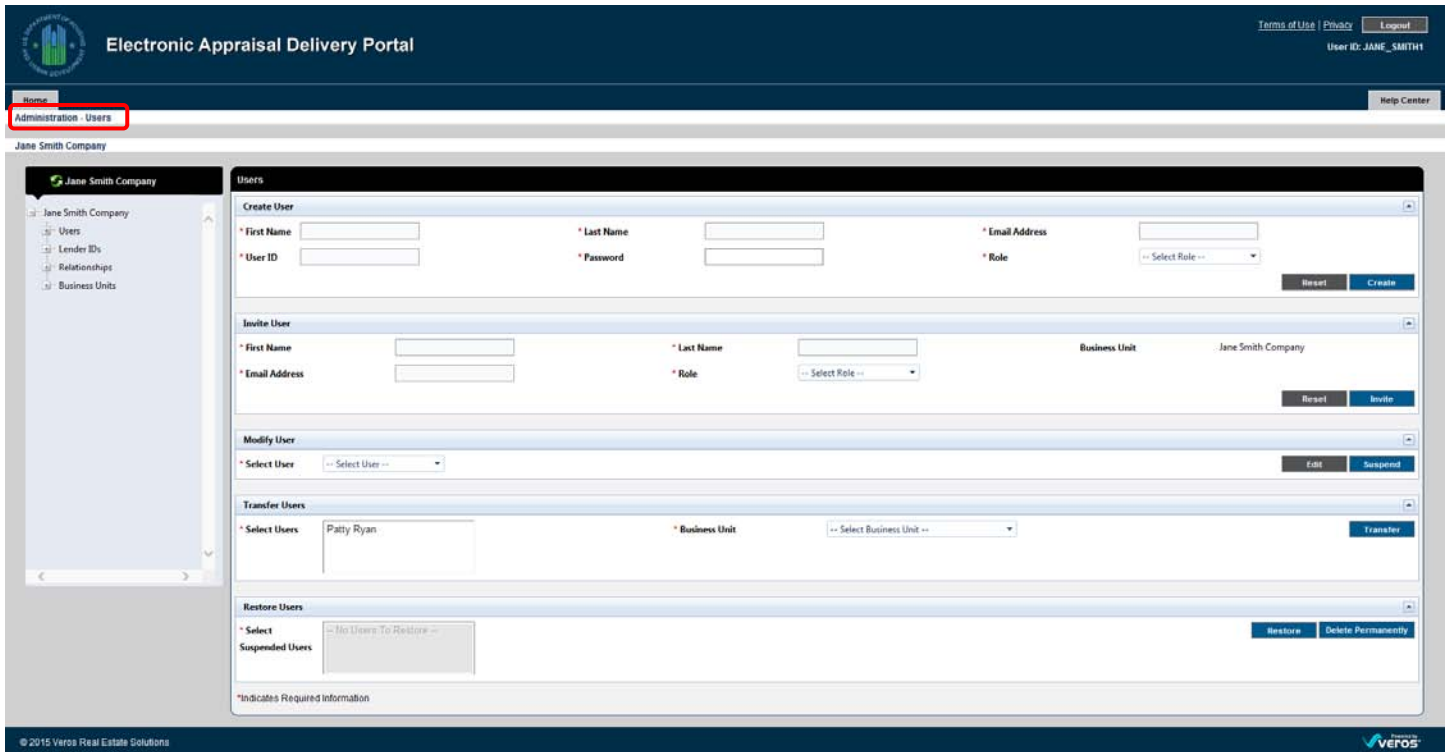 Electronic Appraisal Delivery Portal
Terms of Use | Privacy Logout
User ID: JANE_SMITH1
Home Help Center
Administration - Users
Jane Smith Company
Jane Smith Company
Jane Smith Company
Users
Lender IDs
Relationships
Business Units
Users
Create User
* First Name * Last Name * Email Address
* User ID * Password * Role -- Select Role --
Reset Create
Invite User
* First Name * Last Name Business Unit Jane Smith Company
* Email Address * Role -- Select Role --
Reset Invite
Modify User
* Select User -- Select User -- Edit Suspend
Transfer Users
* Select Users Patty Ryan * Business Unit -- Select Business Unit -- Transfer
Restore Users
* Select Suspended Users -- No Users To Restore -- Restore Delete Permanently
*Indicates Required Information
© 2015 Veros Real Estate Solutions Powered by veros